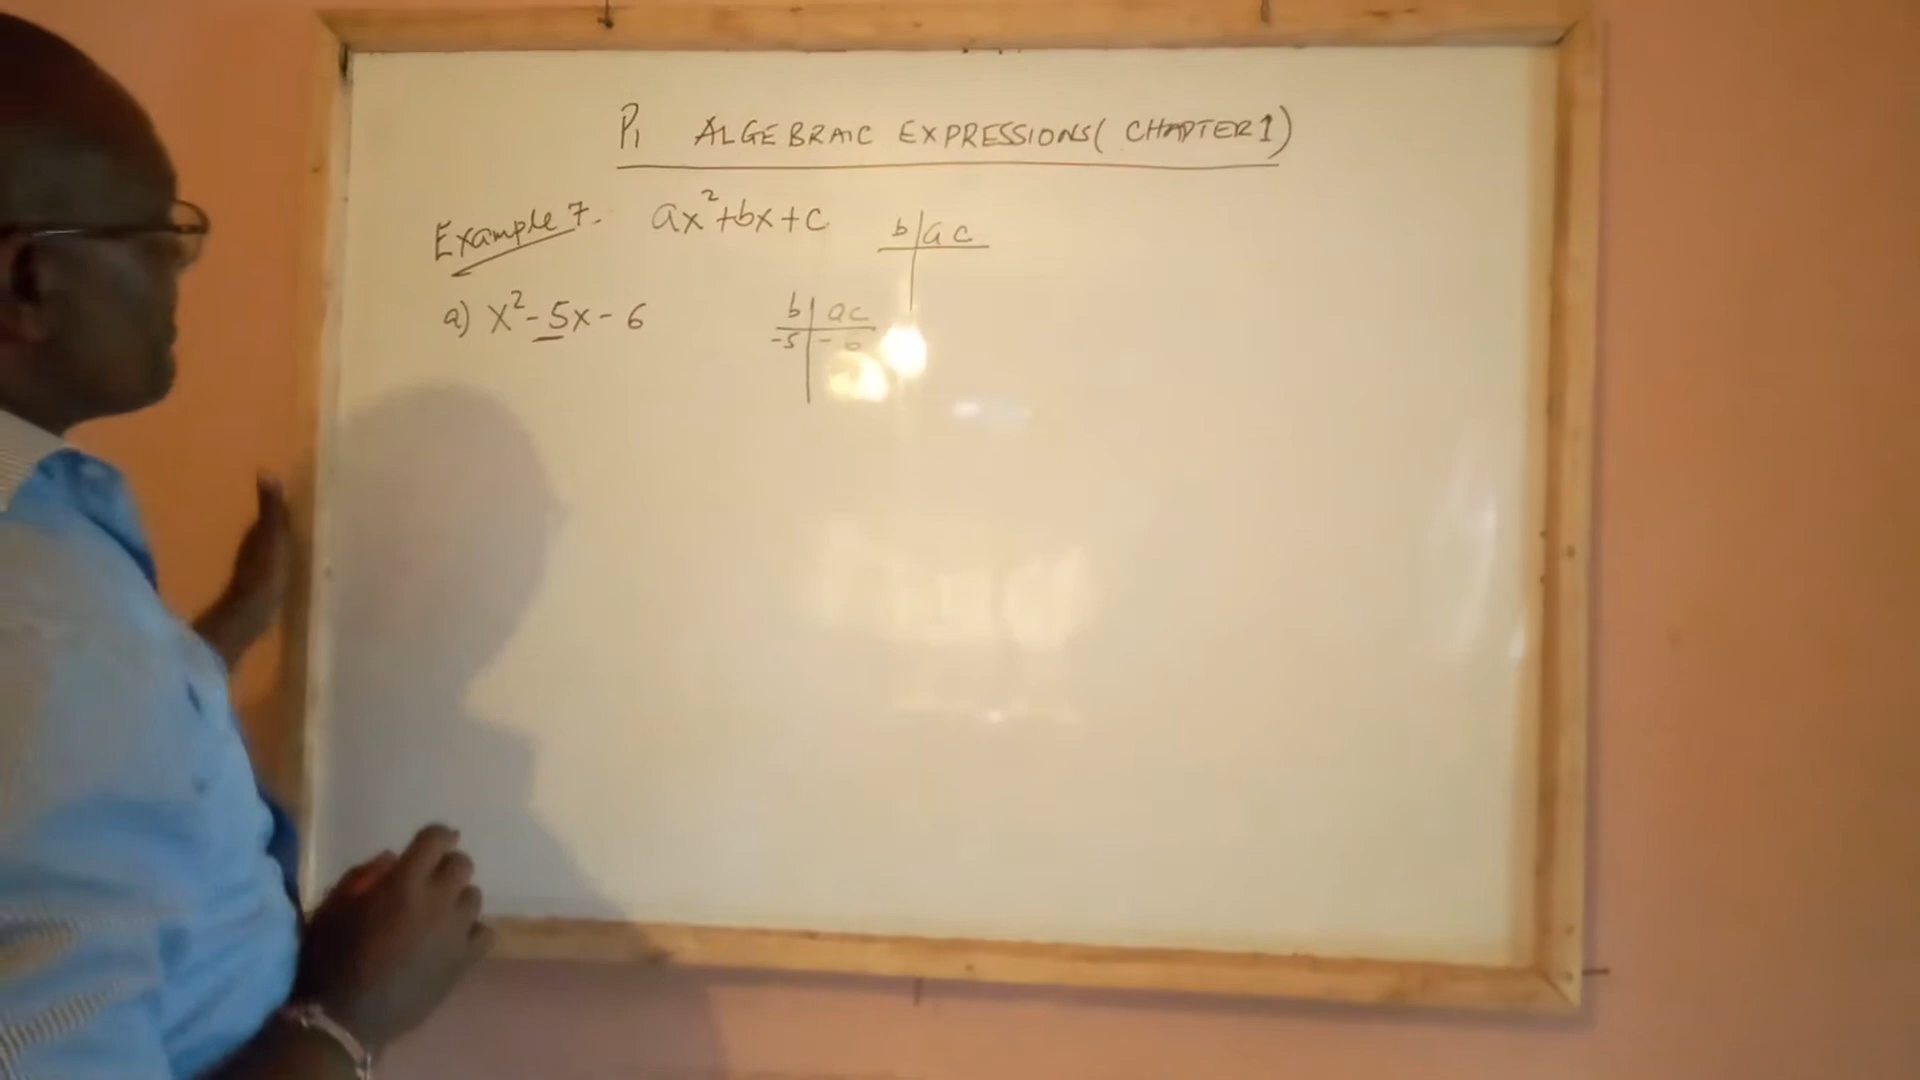 P₁ ALGEBRAIC EXPRESSIONS( CHAPTER 1)
Example 7. ax²+bx+c
b | ac
a) x²-5x-6
b | ac
-5 | -6